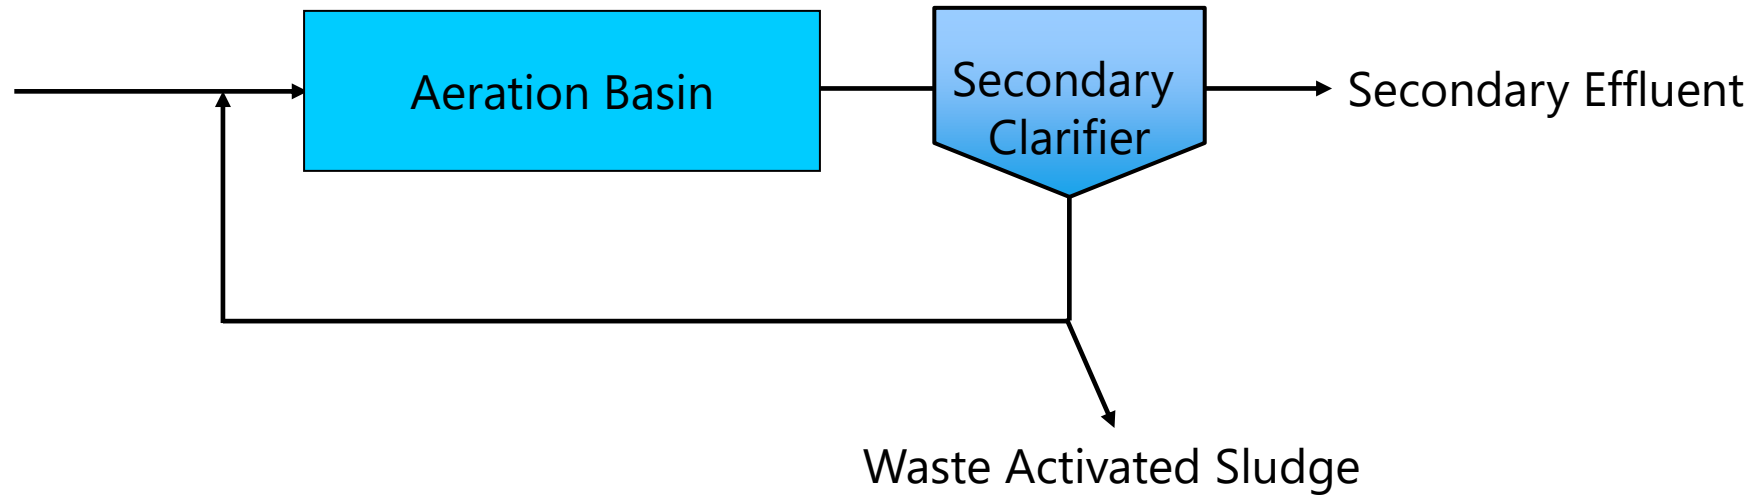 Aeration Basin
Secondary
Clarifier
Secondary Effluent
Waste Activated Sludge